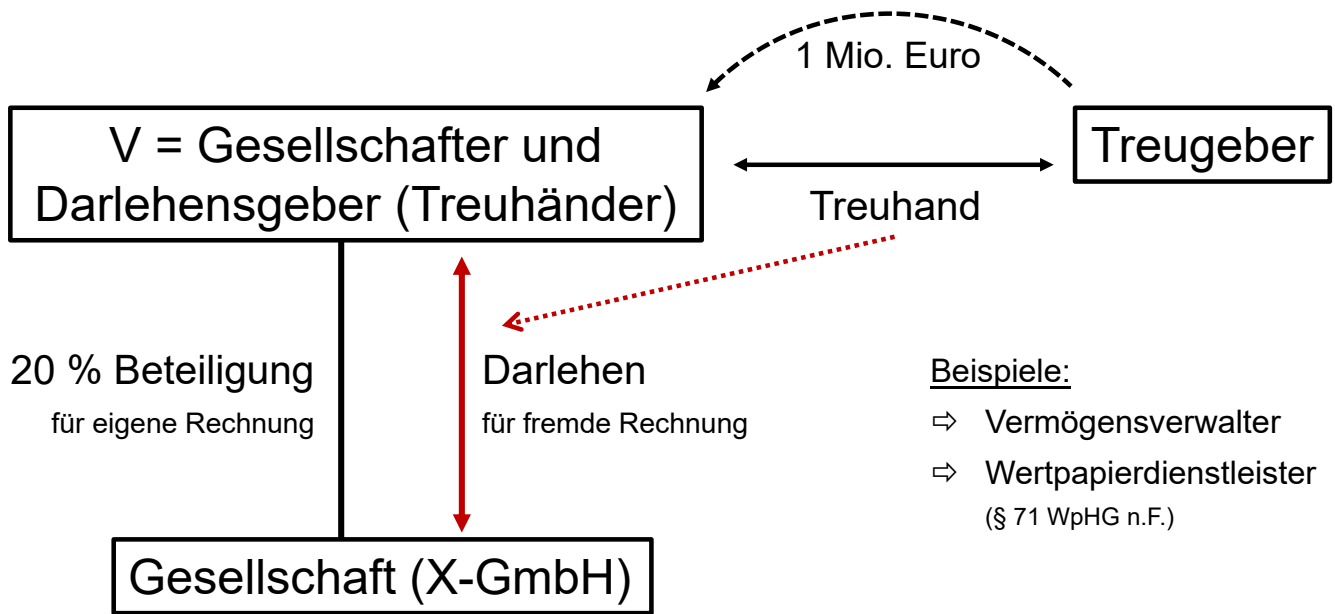 1 Mio. Euro
V = Gesellschafter und
Darlehensgeber (Treuhänder)
Treugeber
Treuhand
20 % Beteiligung
für eigene Rechnung
Darlehen
für fremde Rechnung
Beispiele:
⇨ Vermögensverwalter
⇨ Wertpapierdienstleister
(§ 71 WpHG n.F.)
Gesellschaft (X-GmbH)